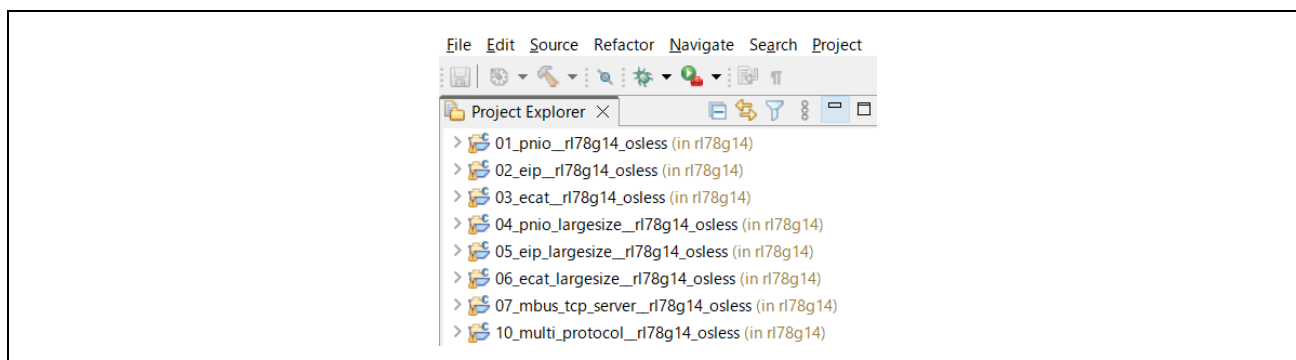 File Edit Source Refactor Navigate Search Project
Project Explorer
01_pnio__rl78g14_osless (in rl78g14)
02_eip__rl78g14_osless (in rl78g14)
03_ecat__rl78g14_osless (in rl78g14)
04_pnio_largesize__rl78g14_osless (in rl78g14)
05_eip_largesize__rl78g14_osless (in rl78g14)
06_ecat_largesize__rl78g14_osless (in rl78g14)
07_mbus_tcp_server__rl78g14_osless (in rl78g14)
10_multi_protocol__rl78g14_osless (in rl78g14)